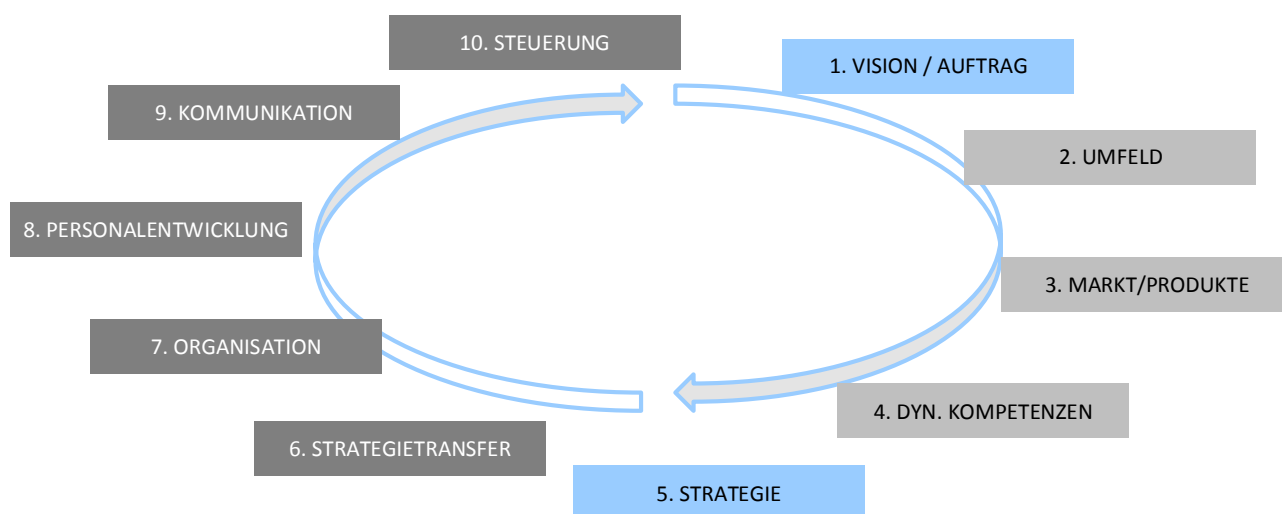 1. VISION / AUFTRAG
2. UMFELD
3. MARKT/PRODUKTE
4. DYN. KOMPETENZEN
5. STRATEGIE
6. STRATEGIETRANSFER
7. ORGANISATION
8. PERSONALENTWICKLUNG
9. KOMMUNIKATION
10. STEUERUNG